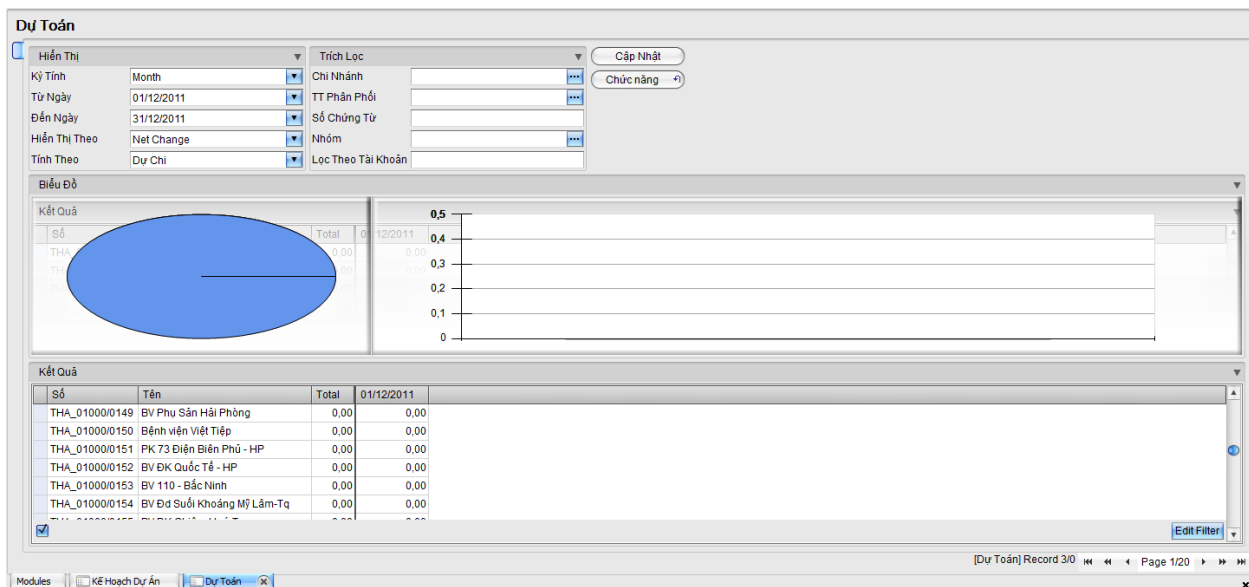 Dự Toán
Hiển Thị
Trích Lọc
Cập Nhật
Kỳ Tính Month Chi Nhánh
Chức năng
Từ Ngày 01/12/2011 TT Phân Phối
Đến Ngày 31/12/2011 Số Chứng Từ
Hiển Thị Theo Net Change Nhóm
Tính Theo Dự Chi Lọc Theo Tài Khoản
Biểu Đồ
Kết Quả
Số Total 12/2011
THA 0,00 0.00
0,5
0,4
0,3
0,2
0,1
0
Kết Quả
Số Tên Total 01/12/2011
THA_01000/0149 BV Phụ Sản Hải Phòng 0,00 0,00
THA_01000/0150 Bệnh viện Việt Tiệp 0,00 0,00
THA_01000/0151 PK 73 Điện Biên Phủ - HP 0,00 0,00
THA_01000/0152 BV ĐK Quốc Tế - HP 0,00 0,00
THA_01000/0153 BV 110 - Bắc Ninh 0,00 0,00
THA_01000/0154 BV Đd Suối Khoáng Mỹ Lâm-Tq 0,00 0,00
Edit Filter
[Dự Toán] Record 3/0 Page 1/20
Modules Kế Hoạch Dự Án Dự Toán